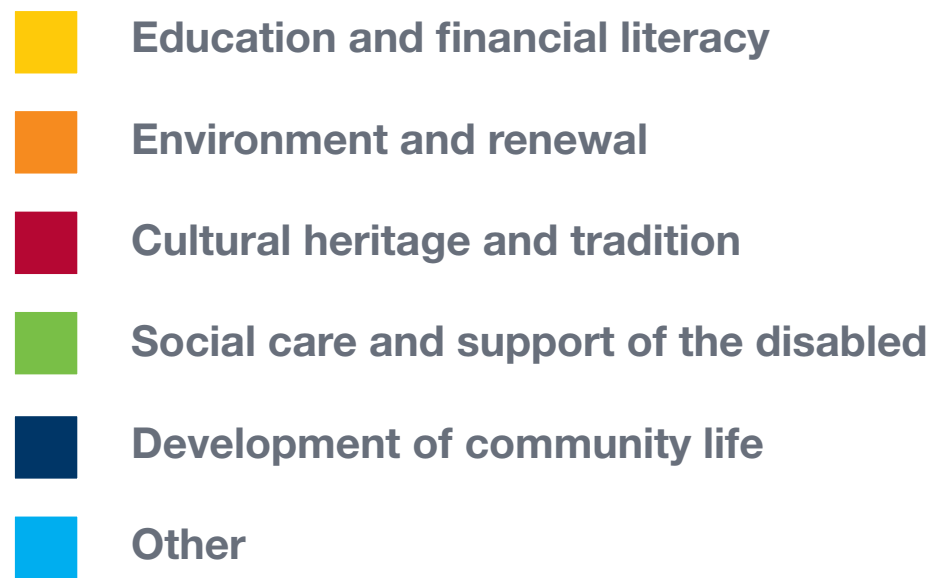 Education and financial literacy
Environment and renewal
Cultural heritage and tradition
Social care and support of the disabled
Development of community life
Other